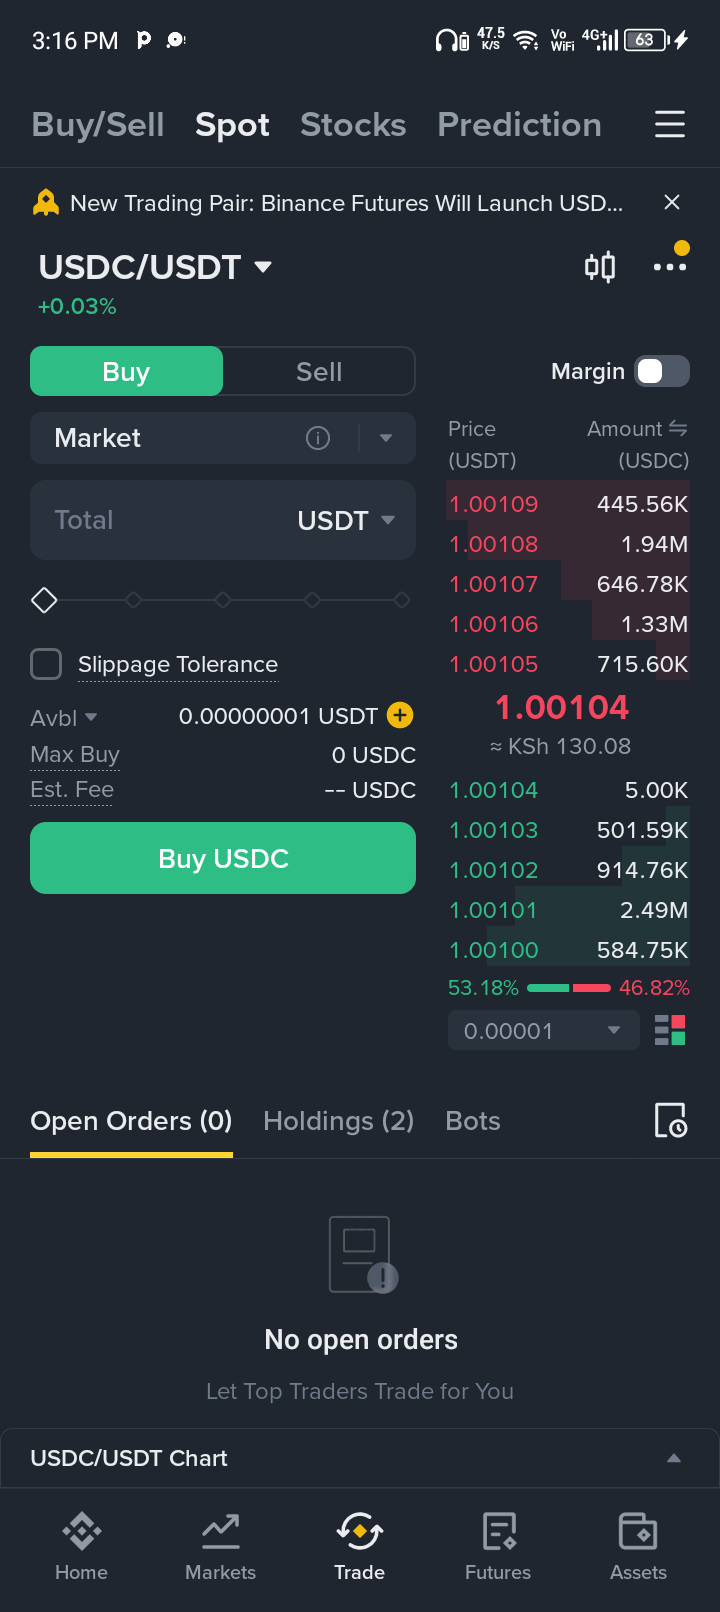 3:16 PM
47.5 K/S
Vo WiFi
4G+
63
Buy/Sell Spot Stocks Prediction
New Trading Pair: Binance Futures Will Launch USD...
USDC/USDT
+0.03%
Buy Sell
Margin
Market
Total USDT
Slippage Tolerance
Avbl 0.00000001 USDT
Max Buy 0 USDC
Est. Fee -- USDC
Buy USDC
Price Amount
(USDT) (USDC)
1.00109 445.56K
1.00108 1.94M
1.00107 646.78K
1.00106 1.33M
1.00105 715.60K
1.00104
≈ KSh 130.08
1.00104 5.00K
1.00103 501.59K
1.00102 914.76K
1.00101 2.49M
1.00100 584.75K
53.18% 46.82%
0.00001
Open Orders (0) Holdings (2) Bots
No open orders
Let Top Traders Trade for You
USDC/USDT Chart
Home Markets Trade Futures Assets